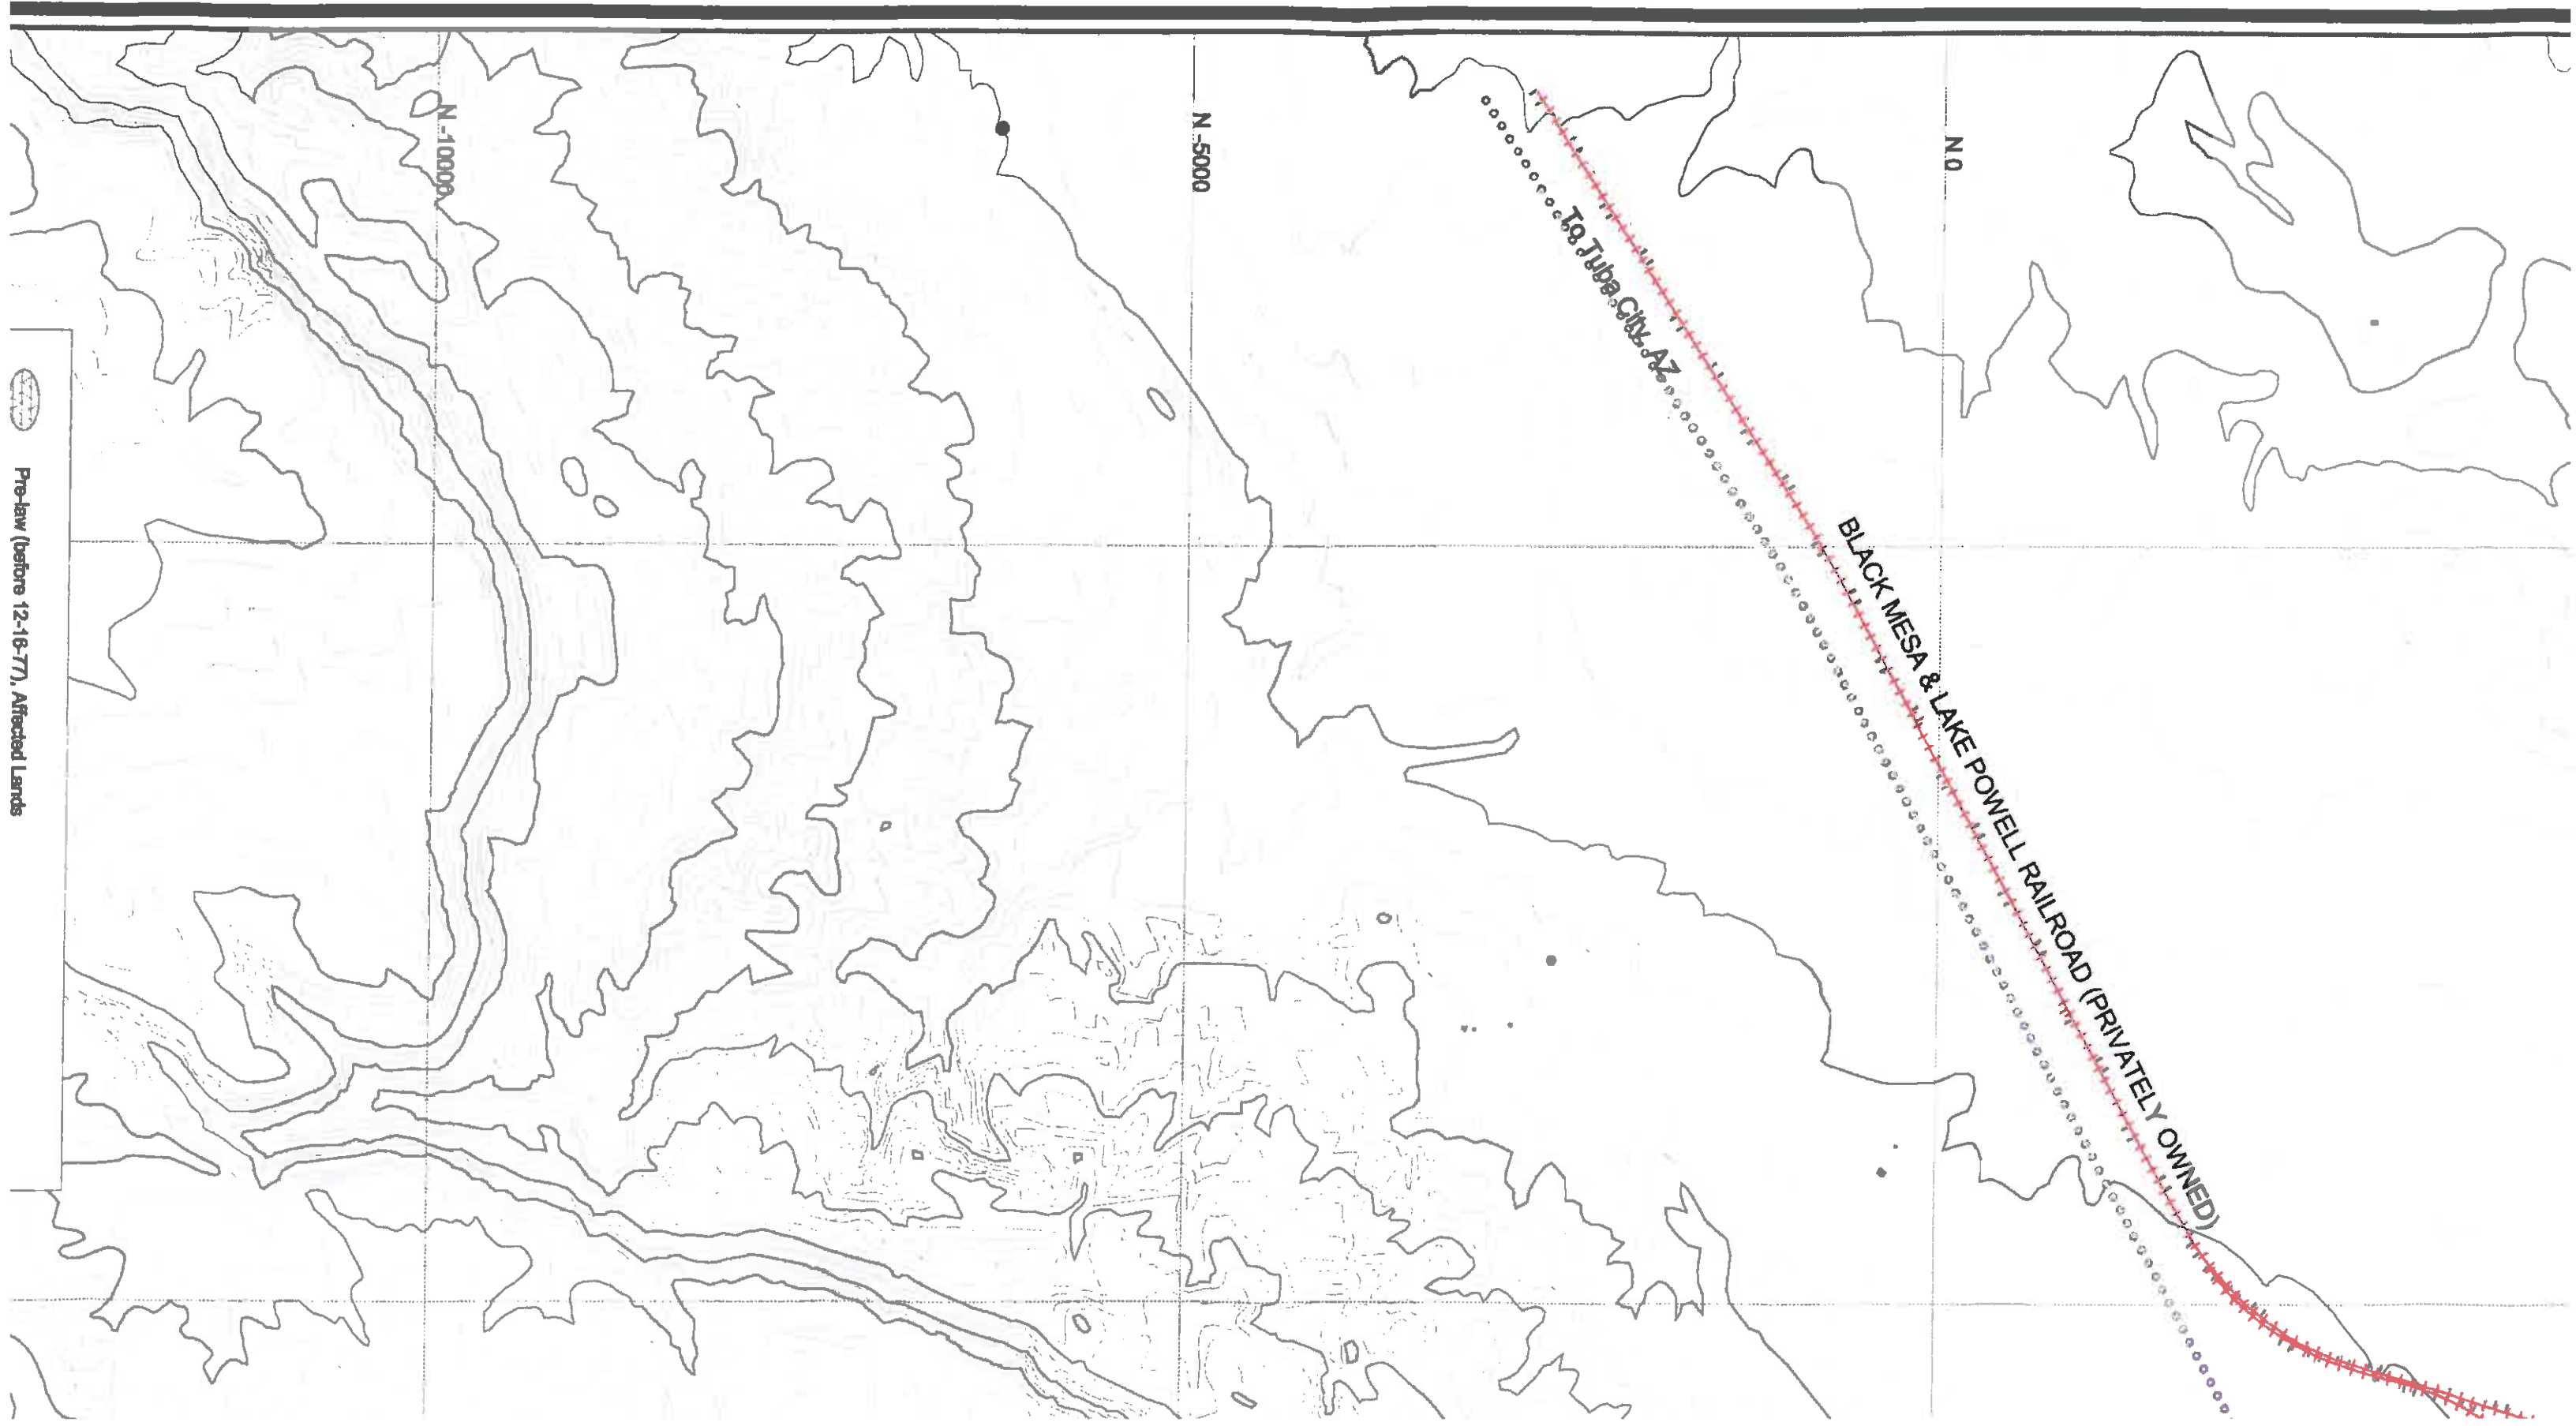 N -10000
N -5000
N 0
To Tuba City, AZ
BLACK MESA & LAKE POWELL RAILROAD (PRIVATELY OWNED)
Pre-law (before 12-16-77), Affected Lands